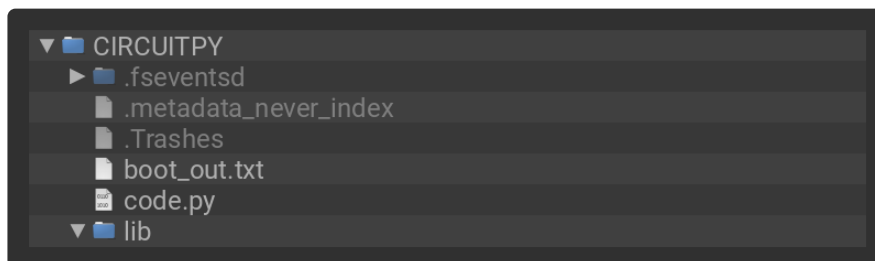 CIRCUITPY
.fseventsd
.metadata_never_index
.Trashes
boot_out.txt
code.py
lib